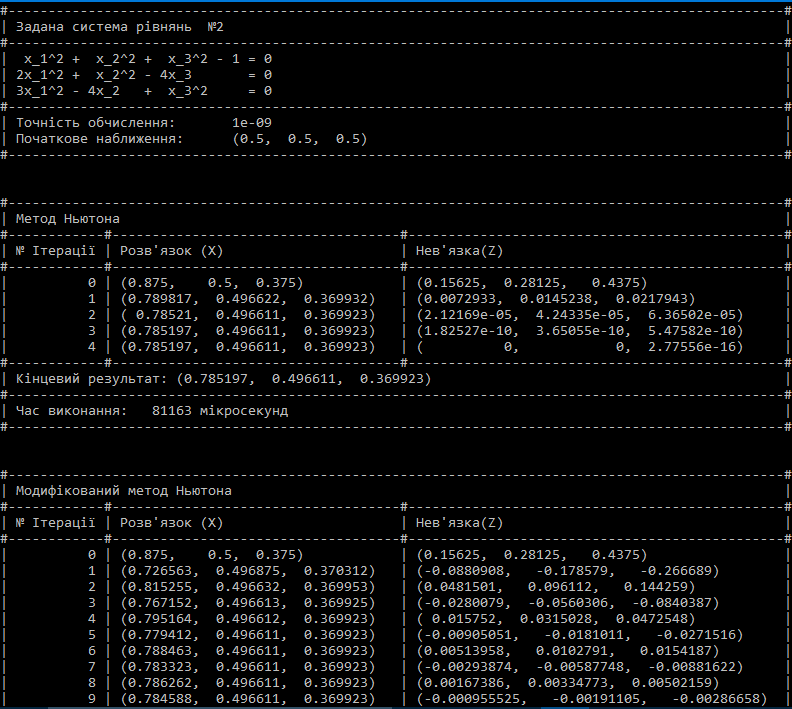 #-------------------------------------------------------------------------------------------------#
| Задана система рівнянь  №2                                                                      |
#-------------------------------------------------------------------------------------------------#
|  x_1^2 +  x_2^2 +  x_3^2 - 1 = 0                                                                |
| 2x_1^2 +  x_2^2 - 4x_3       = 0                                                                |
| 3x_1^2 - 4x_2   +  x_3^2     = 0                                                                |
#-------------------------------------------------------------------------------------------------#
| Точність обчислення:       1e-09                                                                |
| Початкове наближення:      (0.5,  0.5,  0.5)                                                    |
#-------------------------------------------------------------------------------------------------#
#-------------------------------------------------------------------------------------------------#
| Метод Ньютона                                                                                   |
#------------#------------------------------------#-----------------------------------------------#
| № Ітерації | Розв'язок (X)                      | Нев'язка(Z)                                   |
#------------#------------------------------------#-----------------------------------------------#
|          0 | (0.875,    0.5,  0.375)            | (0.15625,  0.28125,   0.4375)                 |
|          1 | (0.789817,  0.496622,  0.369932)   | (0.0072933,  0.0145238,  0.0217943)           |
|          2 | ( 0.78521,  0.496611,  0.369923)   | (2.12169e-05,  4.24335e-05,  6.36502e-05)     |
|          3 | (0.785197,  0.496611,  0.369923)   | (1.82527e-10,  3.65055e-10,  5.47582e-10)     |
|          4 | (0.785197,  0.496611,  0.369923)   | (          0,            0,  2.77556e-16)     |
#------------#------------------------------------#-----------------------------------------------#
| Кінцевий результат: (0.785197,  0.496611,  0.369923)                                            |
#-------------------------------------------------------------------------------------------------#
| Час виконання:   81163 мікросекунд                                                              |
#-------------------------------------------------------------------------------------------------#
#-------------------------------------------------------------------------------------------------#
| Модифікований метод Ньютона                                                                     |
#------------#------------------------------------#-----------------------------------------------#
| № Ітерації | Розв'язок (X)                      | Нев'язка(Z)                                   |
#------------#------------------------------------#-----------------------------------------------#
|          0 | (0.875,    0.5,  0.375)            | (0.15625,  0.28125,   0.4375)                 |
|          1 | (0.726563,  0.496875,  0.370312)   | (-0.0880908,   -0.178579,   -0.266689)        |
|          2 | (0.815255,  0.496632,  0.369953)   | (0.0481501,   0.096112,   0.144259)           |
|          3 | (0.767152,  0.496613,  0.369925)   | (-0.0280079,  -0.0560306,  -0.0840387)        |
|          4 | (0.795164,  0.496612,  0.369923)   | ( 0.015752,  0.0315028,  0.0472548)           |
|          5 | (0.779412,  0.496611,  0.369923)   | (-0.00905051,   -0.0181011,   -0.0271516)     |
|          6 | (0.788463,  0.496611,  0.369923)   | (0.00513958,   0.0102791,   0.0154187)        |
|          7 | (0.783323,  0.496611,  0.369923)   | (-0.00293874,  -0.00587748,  -0.00881622)     |
|          8 | (0.786262,  0.496611,  0.369923)   | (0.00167386,  0.00334773,  0.00502159)        |
|          9 | (0.784588,  0.496611,  0.369923)   | (-0.000955525,   -0.00191105,   -0.00286658)  |